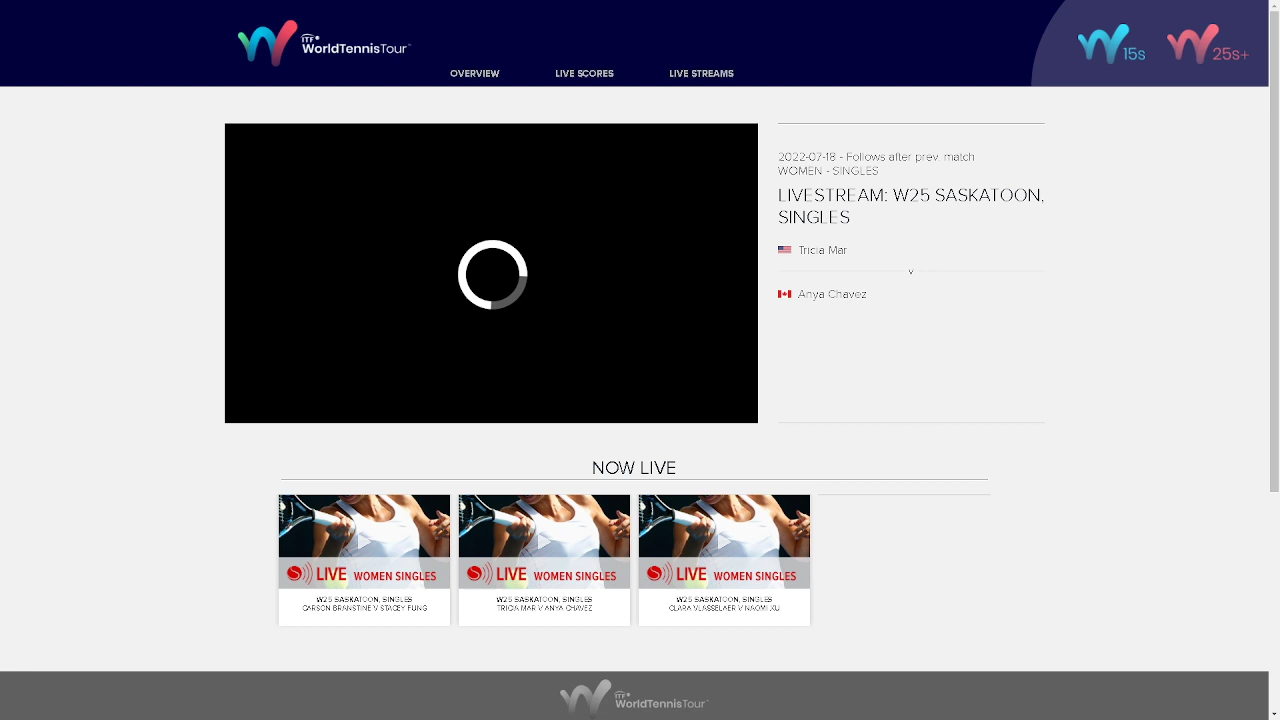 ITF
WorldTennisTour
15s
25s+
OVERVIEW
LIVE SCORES
LIVE STREAMS
2022-07-18 - Follows after prev. match
WOMEN - SINGLES
LIVESTREAM: W25 SASKATOON,
SINGLES
Tricia Mar
v
Anya Chavez
NOW LIVE
LIVE WOMEN SINGLES
W25 SASKATOON, SINGLES
CARSON BRANSTINE V STACEY FUNG
LIVE WOMEN SINGLES
W25 SASKATOON, SINGLES
TRICIA MAR V ANYA CHAVEZ
LIVE WOMEN SINGLES
W25 SASKATOON, SINGLES
CLARA VLASSELAER V NAOMI XU
ITF
WorldTennisTour